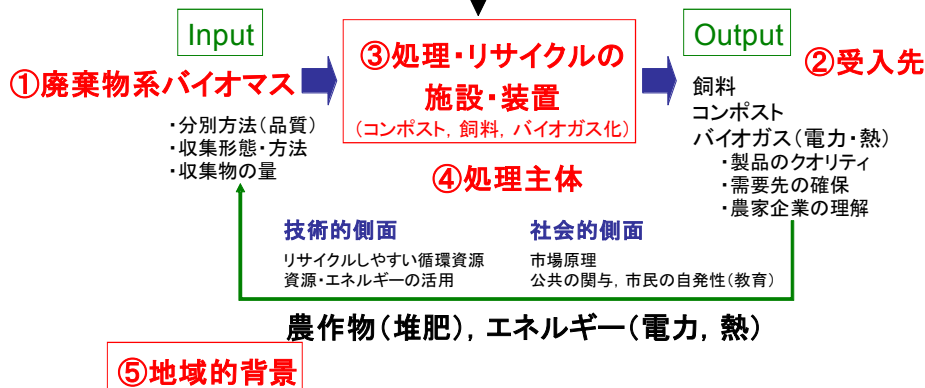 Input
①廃棄物系バイオマス
・分別方法（品質）
・収集形態・方法
・収集物の量
③処理・リサイクルの
施設・装置
（コンポスト, 飼料, バイオガス化）
④処理主体
Output
②受入先
飼料
コンポスト
バイオガス（電力・熱）
・製品のクオリティ
・需要先の確保
・農家企業の理解
技術的側面
リサイクルしやすい循環資源
資源・エネルギーの活用
社会的側面
市場原理
公共の関与, 市民の自発性（教育）
農作物（堆肥）, エネルギー（電力, 熱）
⑤地域的背景